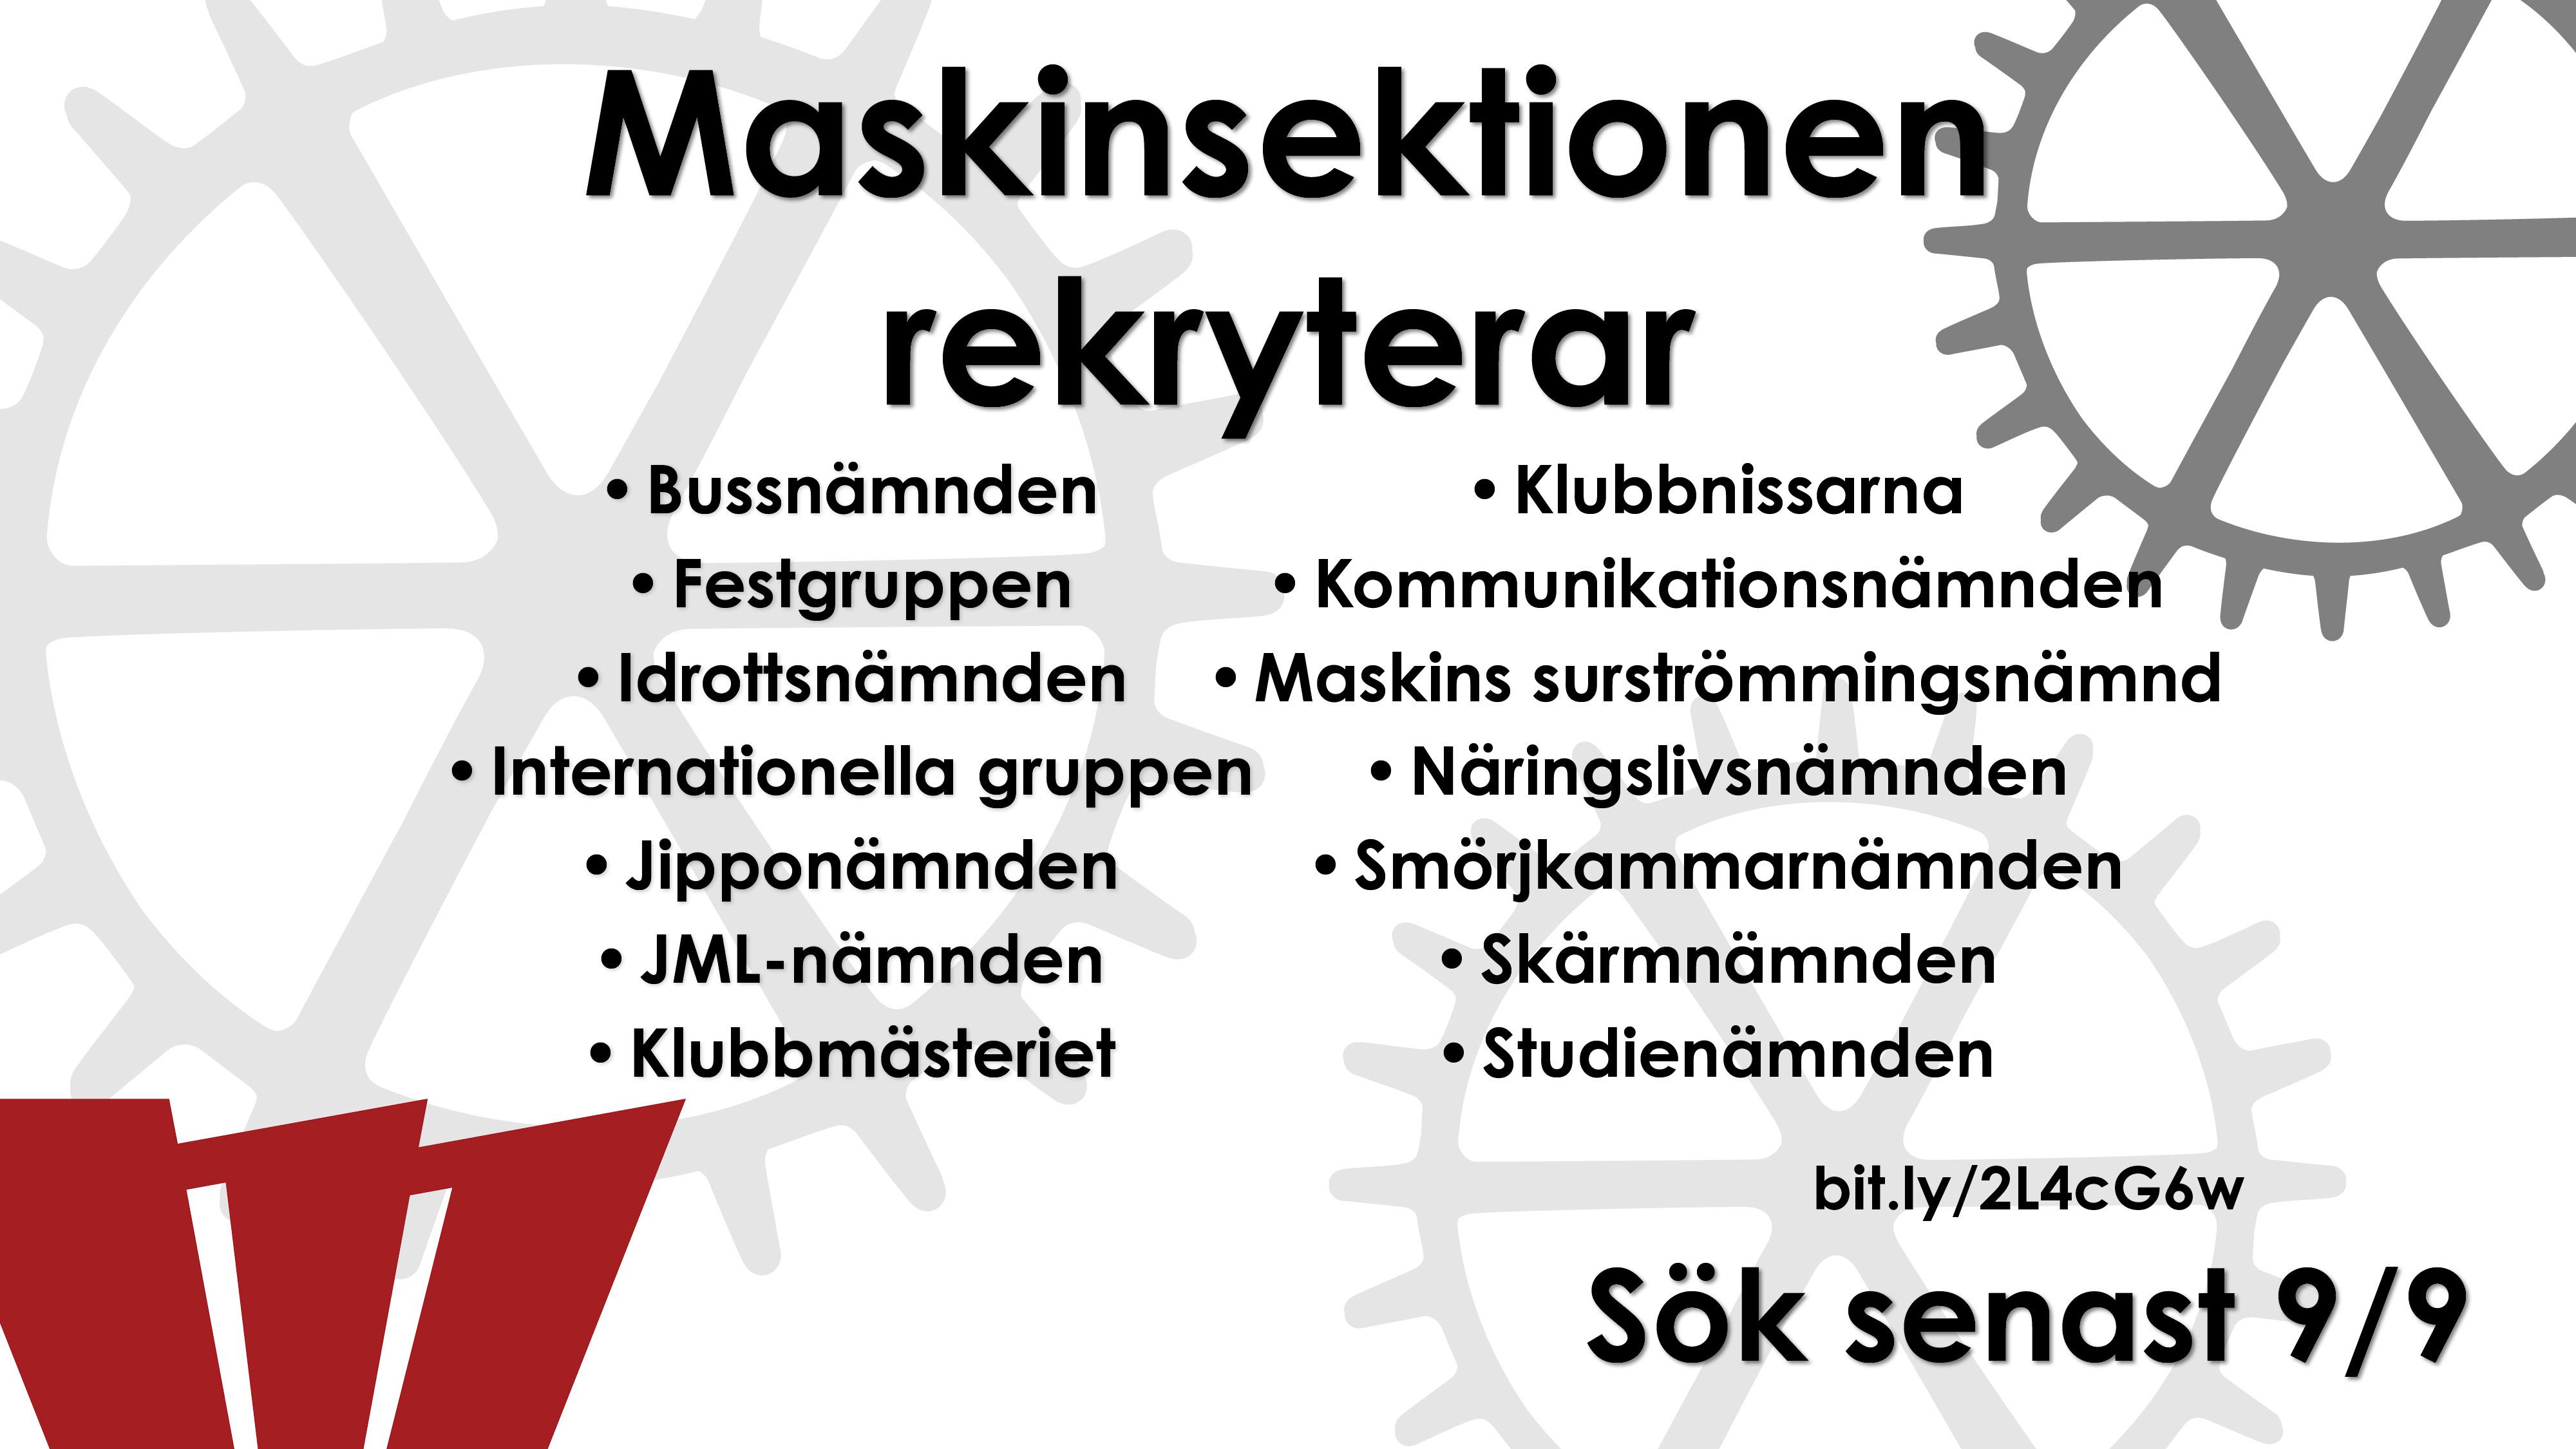 Maskinsektionen
rekryterar
• Bussnämnden
• Festgruppen
• Idrottsnämnden
• Internationella gruppen
• Jipponämnden
• JML-nämnden
• Klubbmästeriet
• Klubbnissarna
• Kommunikationsnämnden
• Maskins surströmmingsnämnd
• Näringslivsnämnden
• Smörjkammarnämnden
• Skärmnämnden
• Studienämnden
bit.ly/2L4cG6w
Sök senast 9/9